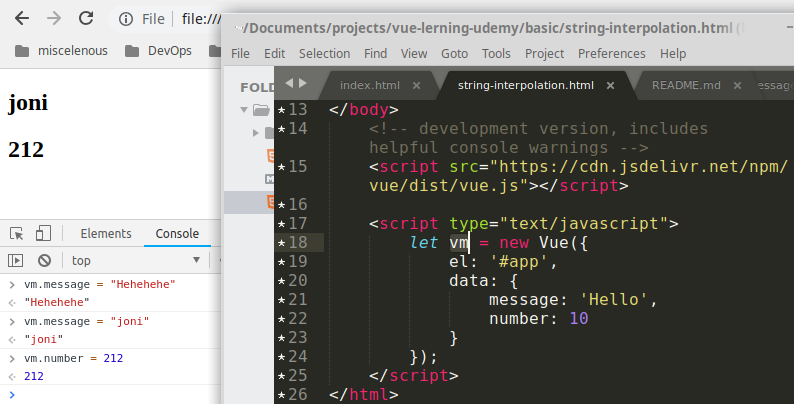 File
file:///
miscelenous
DevOps
joni
212
Elements
Console
top
vm.message = "Hehehehe"
"Hehehehe"
vm.message = "joni"
"joni"
vm.number = 212
212
~/Documents/projects/vue-lerning-udemy/basic/string-interpolation.html
File Edit Selection Find View Goto Tools Project Preferences Help
FOLD
index.html
string-interpolation.html
README.md
essag
13 </body>
14 <!-- development version, includes
helpful console warnings -->
15 <script src="https://cdn.jsdelivr.net/npm/
vue/dist/vue.js"></script>
16
17 <script type="text/javascript">
18 let vm = new Vue({
19 el: '#app',
20 data: {
21 message: 'Hello',
22 number: 10
23 }
24 });
25 </script>
26 </html>